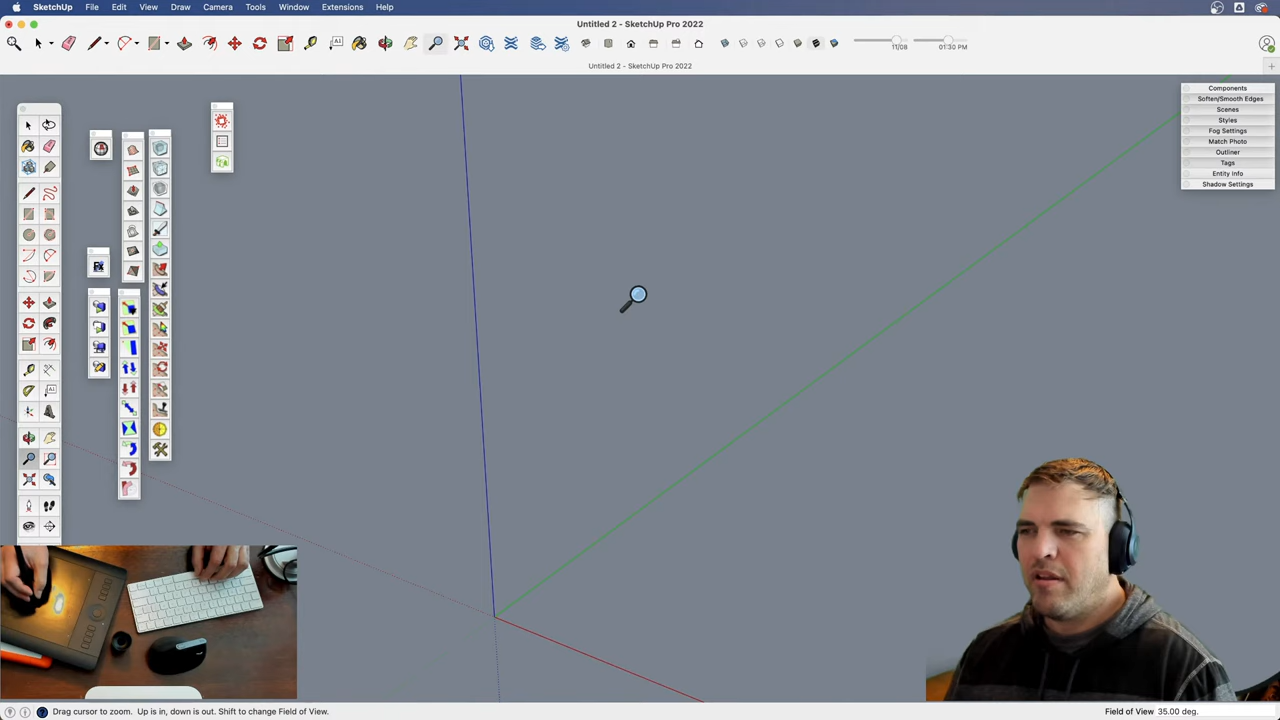 SketchUp File Edit View Draw Camera Tools Window Extensions Help
Untitled 2 - SketchUp Pro 2022
11/08 01:30 PM
Untitled 2 - SketchUp Pro 2022
Components
Soften/Smooth Edges
Scenes
Styles
Fog Settings
Match Photo
Outliner
Tags
Entity Info
Shadow Settings
Drag cursor to zoom. Up is in, down is out. Shift to change Field of View. Field of View 35.00 deg.